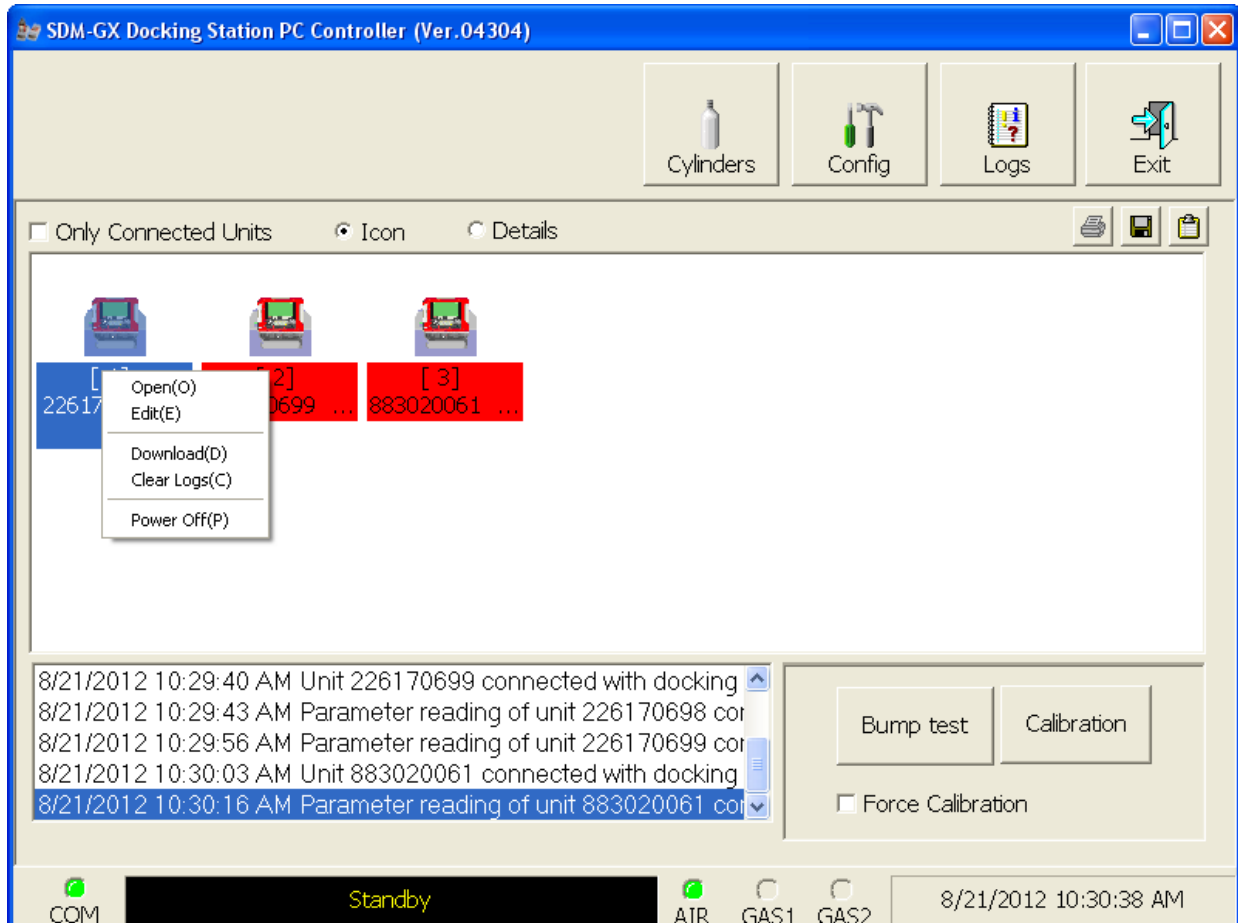 SDM-GX Docking Station PC Controller (Ver.04304)
Cylinders
Config
Logs
Exit
Only Connected Units
Icon
Details
[ 2]
[ 3]
22617
0699 ...
883020061 ...
Open(O)
Edit(E)
Download(D)
Clear Logs(C)
Power Off(P)
8/21/2012 10:29:40 AM Unit 226170699 connected with docking
8/21/2012 10:29:43 AM Parameter reading of unit 226170698 cor
8/21/2012 10:29:56 AM Parameter reading of unit 226170699 cor
8/21/2012 10:30:03 AM Unit 883020061 connected with docking
8/21/2012 10:30:16 AM Parameter reading of unit 883020061 cor
Bump test
Calibration
Force Calibration
COM
Standby
AIR
GAS1
GAS2
8/21/2012 10:30:38 AM